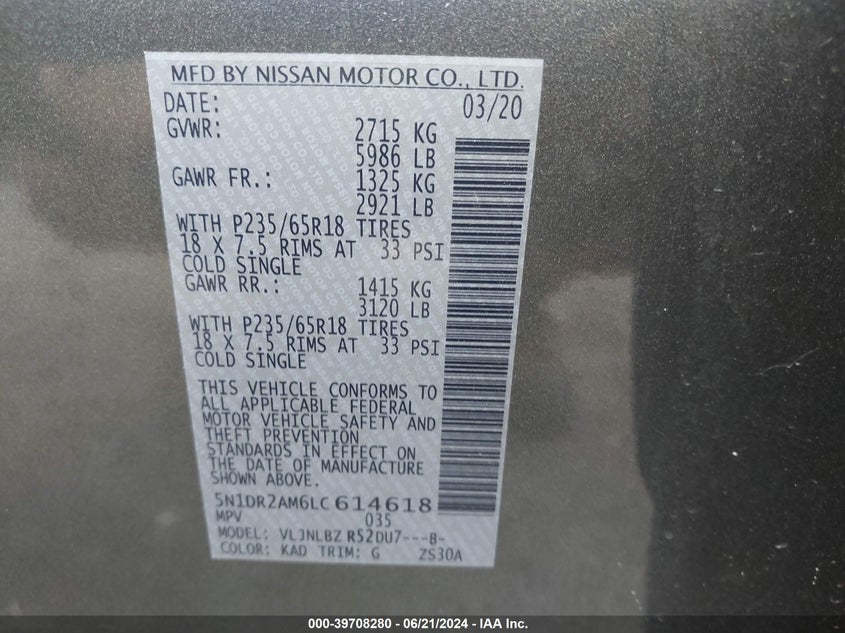 MFD BY NISSAN MOTOR CO., LTD.
DATE: 03/20
GVWR: 2715 KG
5986 LB
GAWR FR.: 1325 KG
2921 LB
WITH P235/65R18 TIRES
18 X 7.5 RIMS AT 33 PSI
COLD SINGLE
GAWR RR.: 1415 KG
3120 LB
WITH P235/65R18 TIRES
18 X 7.5 RIMS AT 33 PSI
COLD SINGLE
THIS VEHICLE CONFORMS TO
ALL APPLICABLE FEDERAL
MOTOR VEHICLE SAFETY AND
THEFT PREVENTION
STANDARDS IN EFFECT ON
THE DATE OF MANUFACTURE
SHOWN ABOVE.
5N1DR2AM6LC614618
MPV 035
MODEL: VLJNLBZ R52DU7---B-
COLOR: KAD TRIM: G ZS30A
000-39708280 - 06/21/2024 - IAA Inc.